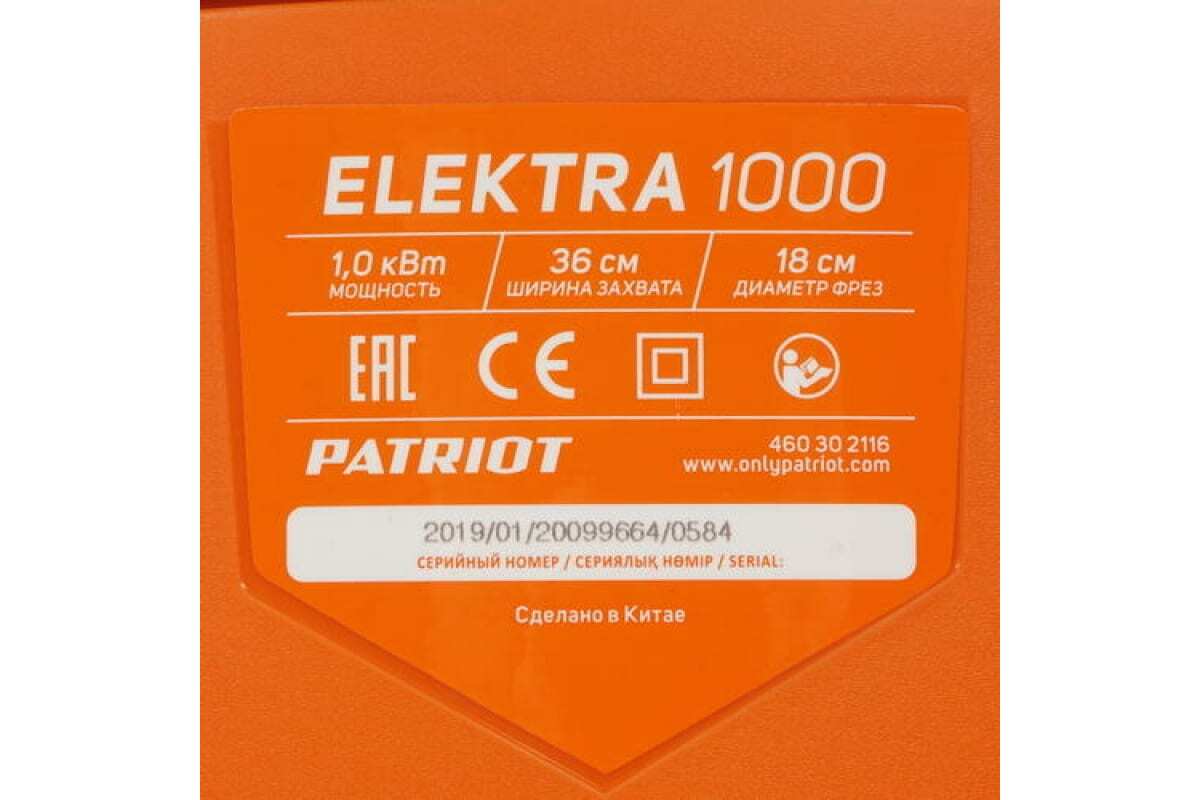 ELEKTRA 1000
1,0 кВт 36 см 18 см
МОЩНОСТЬ ШИРИНА ЗАХВАТА ДИАМЕТР ФРЕЗ
EAC CE
PATRIOT 460 30 2116
www.onlypatriot.com
2019/01/20099664/0584
СЕРИЙНЫЙ НОМЕР / СЕРИЯЛЫҚ НӨМІР / SERIAL:
Сделано в Китае